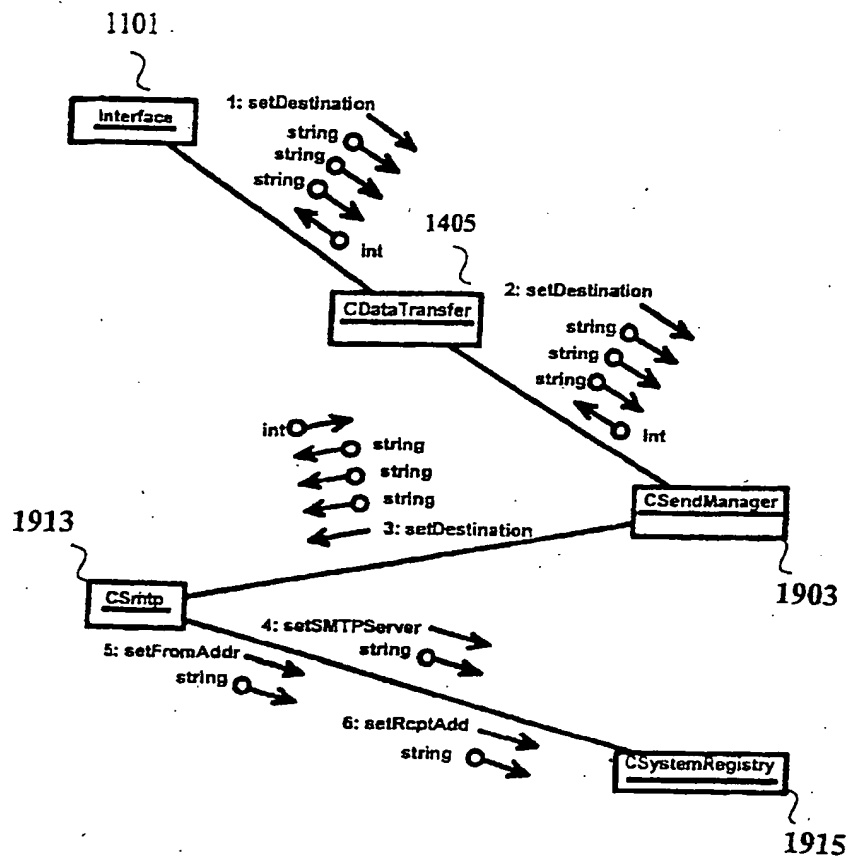 1101
Interface
1: setDestination
string
string
string
int
1405
CDataTransfer
2: setDestination
string
string
string
int
int
string
string
string
3: setDestination
CSendManager
1903
1913
CSmtp
4: setSMTPServer
string
5: setFromAddr
string
6: setRcptAdd
string
CSystemRegistry
1915